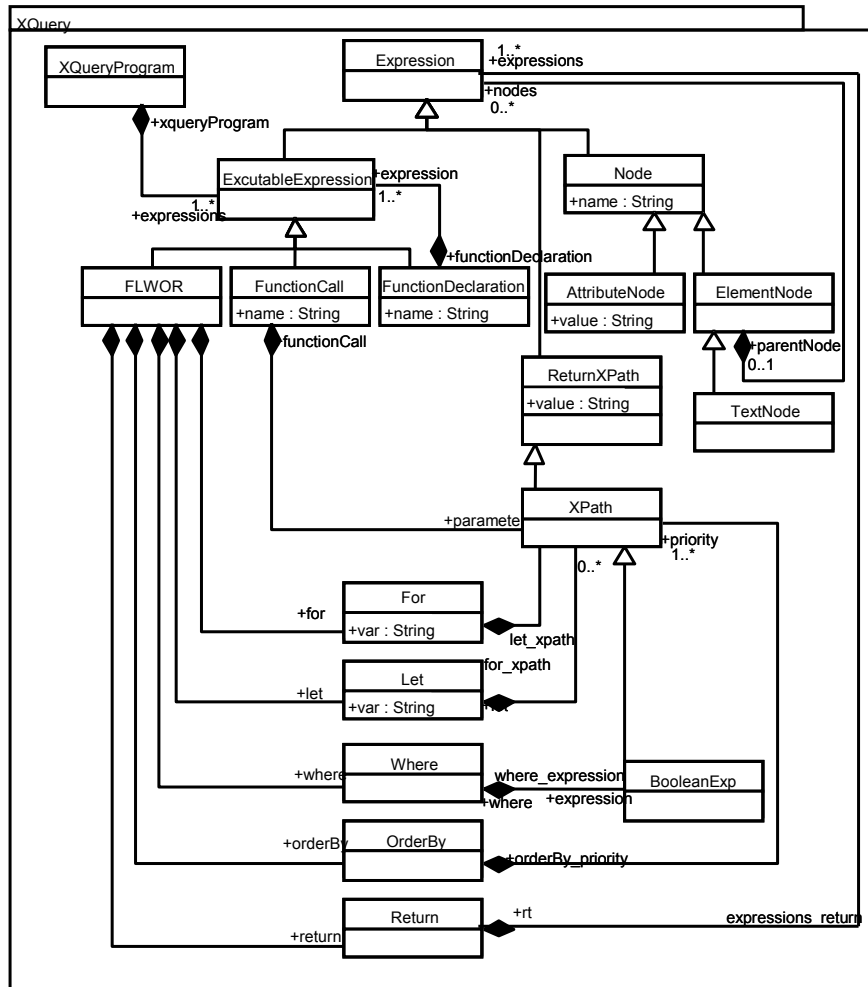 XQuery
XQueryProgram
Expression
1..*
+expressions
+nodes
0..*
+xqueryProgram
ExcutableExpression
+expression
1..*
1..*
+expressions
Node
+name : String
+functionDeclaration
FLWOR
FunctionCall
+name : String
FunctionDeclaration
+name : String
AttributeNode
+value : String
ElementNode
functionCall
+parentNode
0..1
ReturnXPath
+value : String
TextNode
XPath
+paramete
+priority
1..*
0..*
For
+var : String
+for
let_xpath
for_xpath
Let
+var : String
+let
Where
+where
where_expression
+where
+expression
BooleanExp
OrderBy
+orderBy
+orderBy_priority
Return
+rt
expressions_return
+return